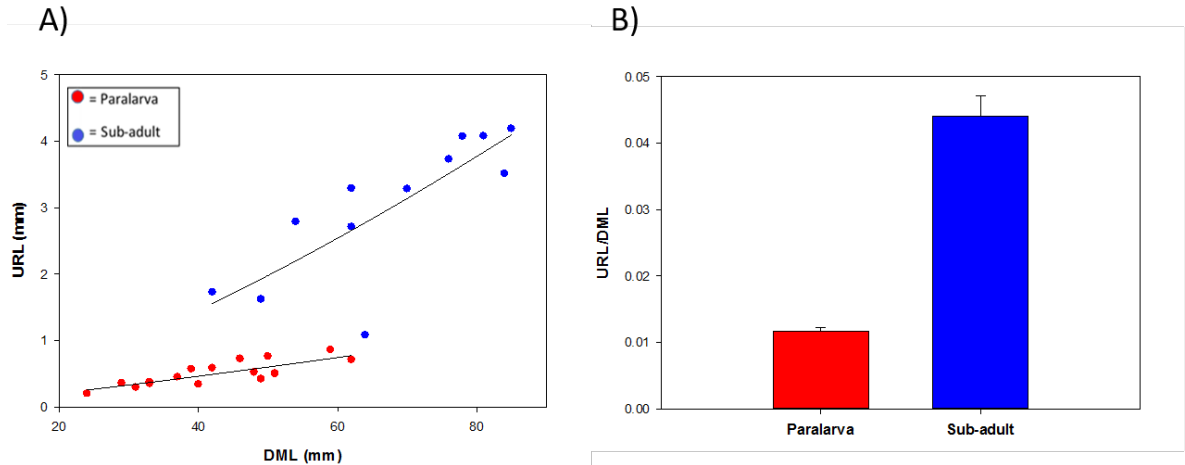 A)
5
4
3
2
1
0
URL (mm)
= Paralarva
= Sub-adult
20 40 60 80
DML (mm)
B)
0.05
0.04
0.03
0.02
0.01
0.00
URL/DML
Paralarva Sub-adult